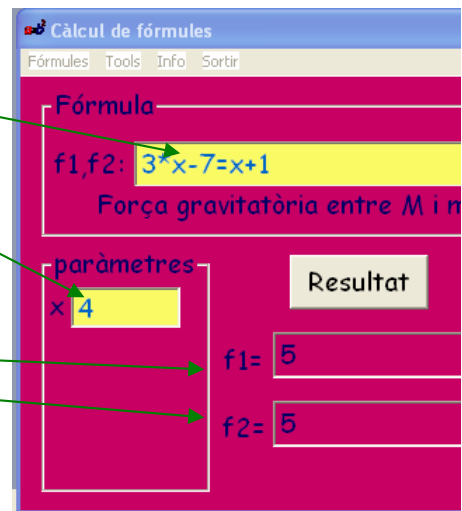 Càlcul de fórmules
Fórmules Tools Info Sortir
Fórmula
f1,f2: 3*x-7=x+1
Força gravitatòria entre M i m
paràmetres
x 4
Resultat
f1= 5
f2= 5